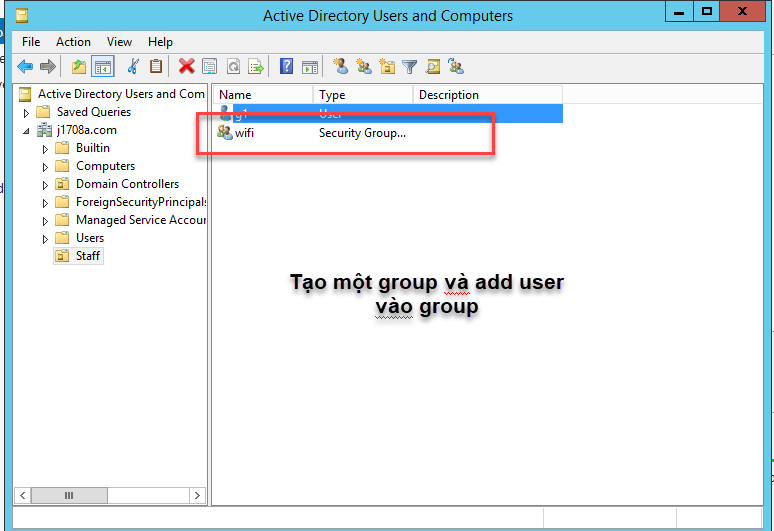 Active Directory Users and Computers
File Action View Help
Active Directory Users and Com
Saved Queries
j1708a.com
Builtin
Computers
Domain Controllers
ForeignSecurityPrincipals
Managed Service Accour
Users
Staff
Name Type Description
g1 User
wifi Security Group...
Tạo một group và add user
vào group